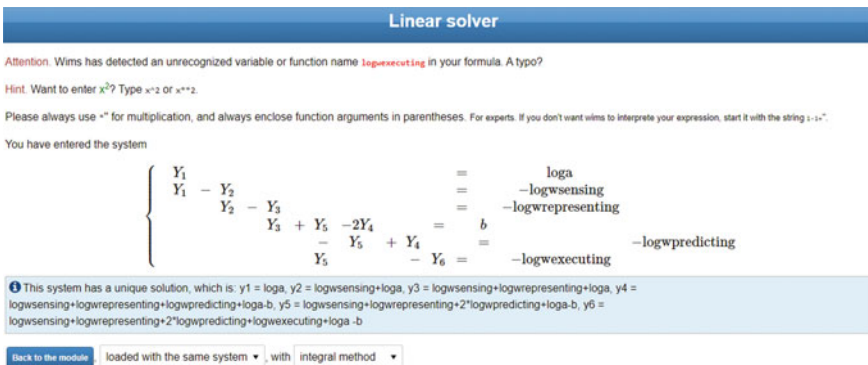 Linear solver
Attention. Wims has detected an unrecognized variable or function name logwexecuting in your formula. A typo?
Hint. Want to enter x²? Type x^2 or x**2.
Please always use "*" for multiplication, and always enclose function arguments in parentheses. For experts. If you don't want wims to interprete your expression, start it with the string
You have entered the system
Y₁ = loga
Y₁ − Y₂ = −logwsensing
Y₂ − Y₃ = −logwrepresenting
Y₃ + Y₅ −2Y₄ = b
− Y₅ + Y₄ = −logwpredicting
Y₅ − Y₆ = −logwexecuting
This system has a unique solution, which is: y1 = loga, y2 = logwsensing+loga, y3 = logwsensing+logwrepresenting+loga, y4 =
logwsensing+logwrepresenting+logwpredicting+loga-b, y5 = logwsensing+logwrepresenting+2*logwpredicting+loga-b, y6 =
logwsensing+logwrepresenting+2*logwpredicting+logwexecuting+loga -b
Back to the module , loaded with the same system , with integral method